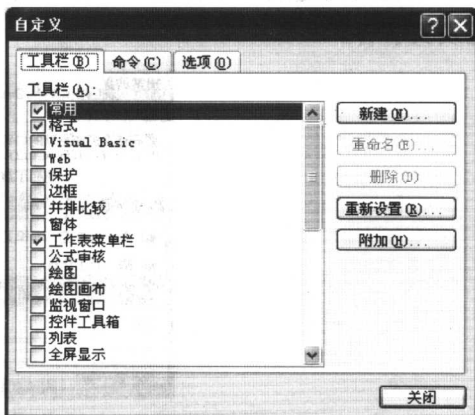 自定义
工具栏(B) 命令(C) 选项(O)
工具栏(A):
常用
格式
Visual Basic
Web
保护
边框
并排比较
窗体
工作表菜单栏
公式审核
绘图
绘图画布
监视窗口
控件工具箱
列表
全屏显示
新建(N)...
重命名(E)...
删除(D)
重新设置(R)...
附加(H)...
关闭